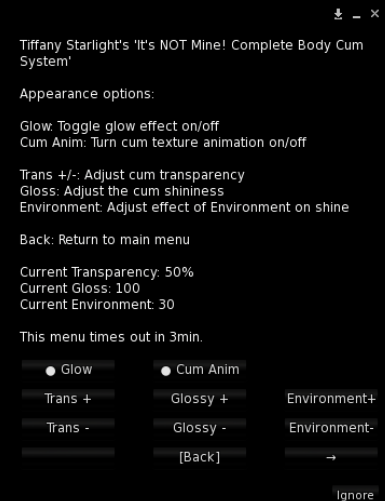 Tiffany Starlight's 'It's NOT Mine! Complete Body Cum
System'
Appearance options:
Glow: Toggle glow effect on/off
Cum Anim: Turn cum texture animation on/off
Trans +/-: Adjust cum transparency
Gloss: Adjust the cum shininess
Environment: Adjust effect of Environment on shine
Back: Return to main menu
Current Transparency: 50%
Current Gloss: 100
Current Environment: 30
This menu times out in 3min.
● Glow ● Cum Anim
Trans + Glossy + Environment+
Trans - Glossy - Environment-
[Back] →
Ignore